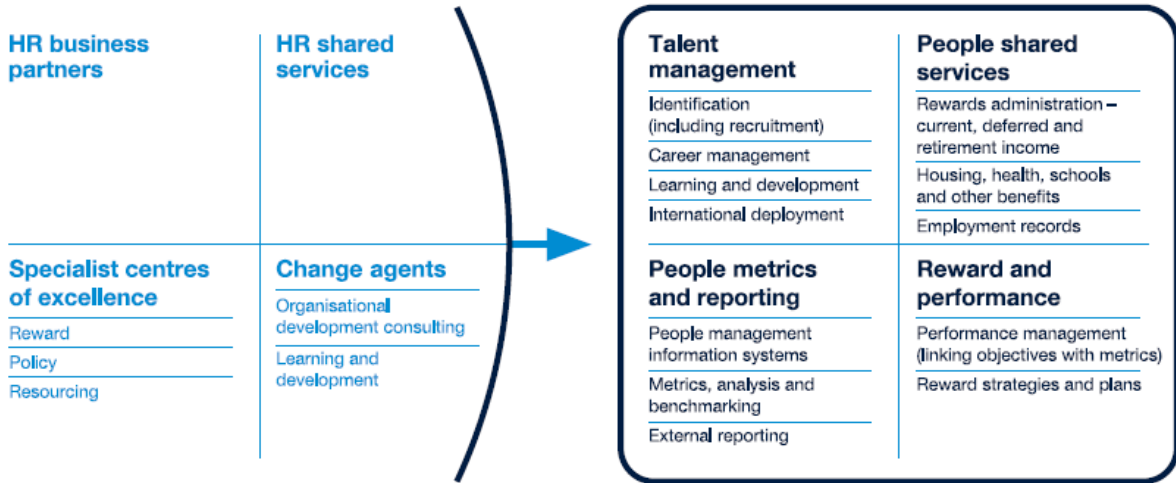 HR business
partners
HR shared
services
Specialist centres
of excellence
Reward
Policy
Resourcing
Change agents
Organisational
development consulting
Learning and
development
Talent
management
Identification
(including recruitment)
Career management
Learning and development
International deployment
People shared
services
Rewards administration –
current, deferred and
retirement income
Housing, health, schools
and other benefits
Employment records
People metrics
and reporting
People management
information systems
Metrics, analysis and
benchmarking
External reporting
Reward and
performance
Performance management
(linking objectives with metrics)
Reward strategies and plans